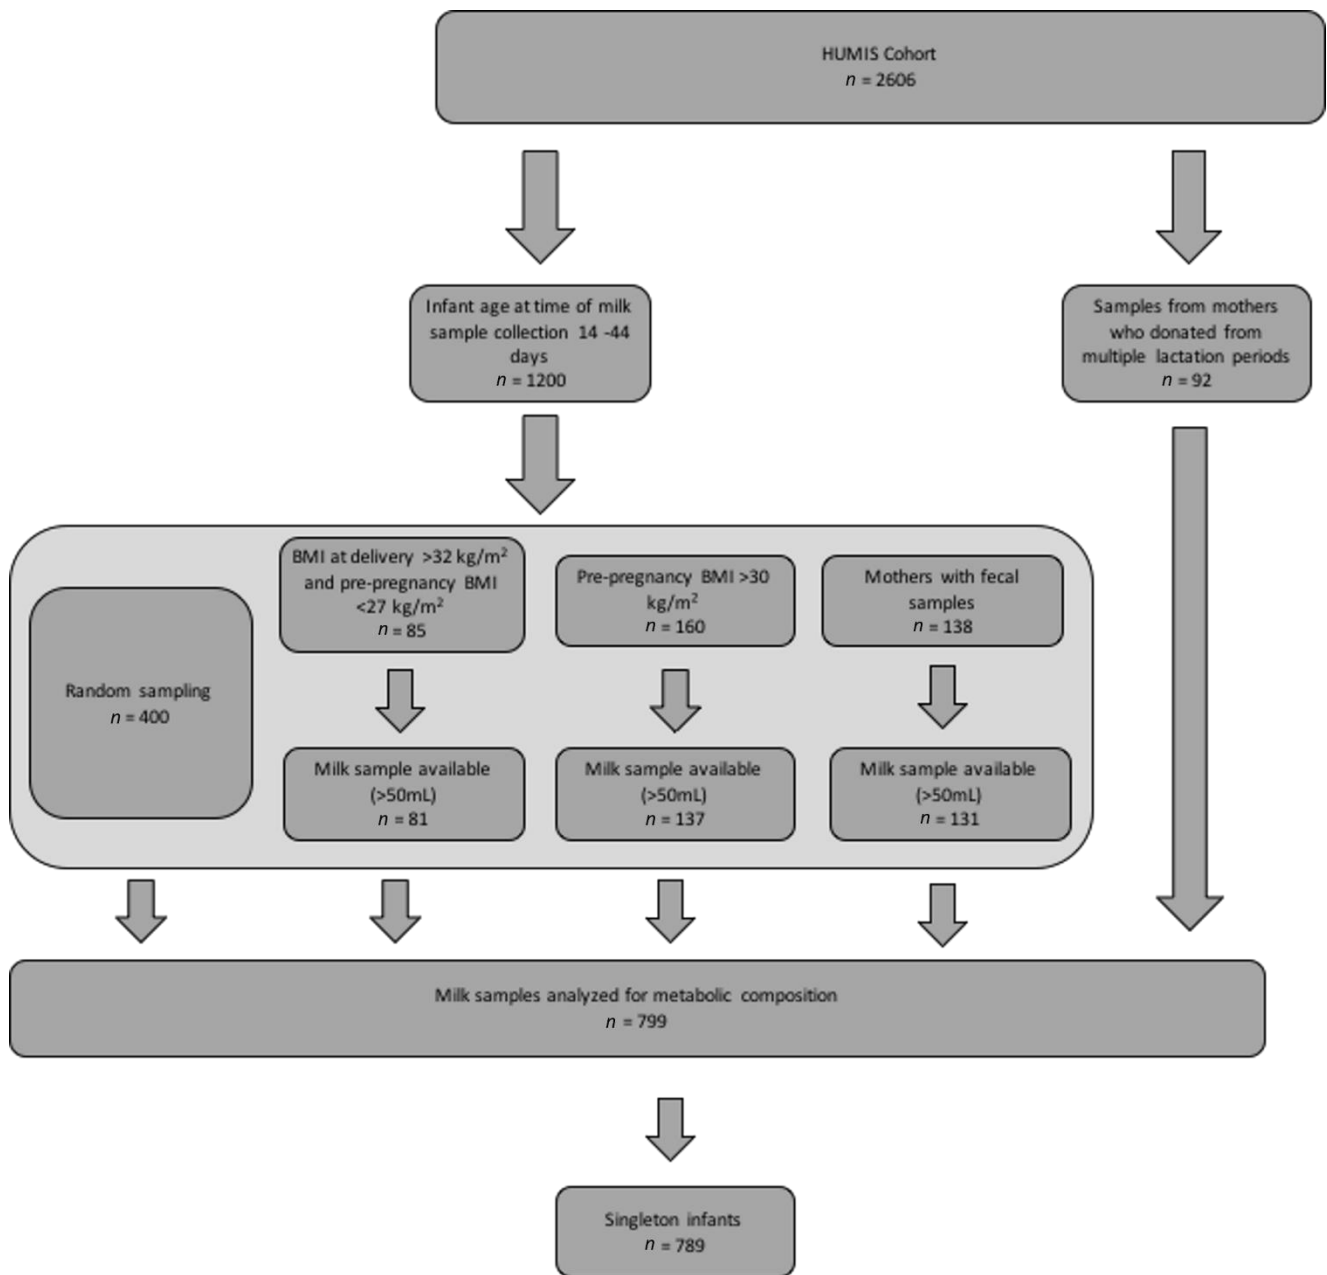 HUMIS Cohort
n = 2606
Infant age at time of milk
sample collection 14 -44
days
n = 1200
Samples from mothers
who donated from
multiple lactation periods
n = 92
Random sampling
n = 400
BMI at delivery >32 kg/m²
and pre-pregnancy BMI
<27 kg/m²
n = 85
Pre-pregnancy BMI >30
kg/m²
n = 160
Mothers with fecal
samples
n = 138
Milk sample available
(>50mL)
n = 81
Milk sample available
(>50mL)
n = 137
Milk sample available
(>50mL)
n = 131
Milk samples analyzed for metabolic composition
n = 799
Singleton infants
n = 789